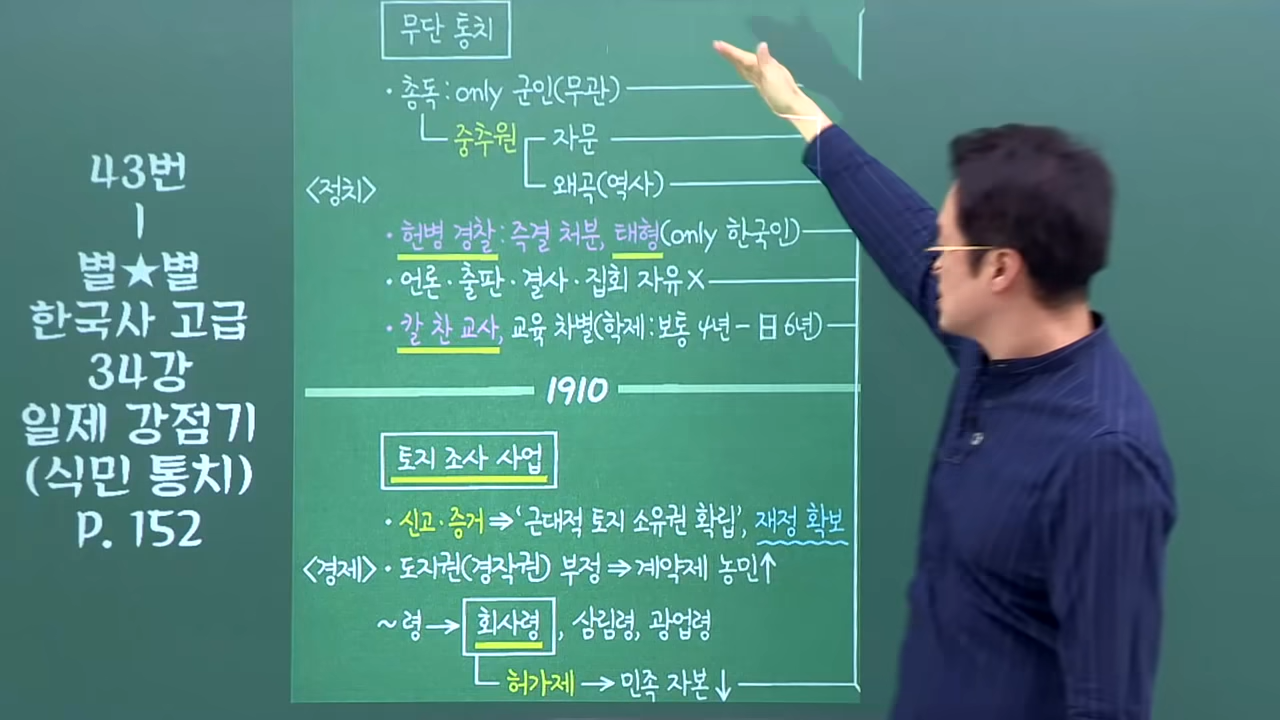 43번
|
별★별
한국사 고급
34강
일제 강점기
(식민 통치)
P. 152
무단 통치
· 총독 : only 군인(무관)
중추원
자문
왜곡(역사)
<정치>
· 헌병 경찰 : 즉결 처분, 태형(only 한국인)
· 언론 · 출판 · 결사 · 집회 자유X
· 칼 찬 교사, 교육 차별(학제 : 보통 4년 – 日 6년)
1910
토지 조사 사업
· 신고 · 증거 ⇒ '근대적 토지 소유권 확립', 재정 확보
<경제> · 도지권(경작권) 부정 ⇒ 계약제 농민↑
~ 령 → 회사령, 삼림령, 광업령
허가제 → 민족 자본↓